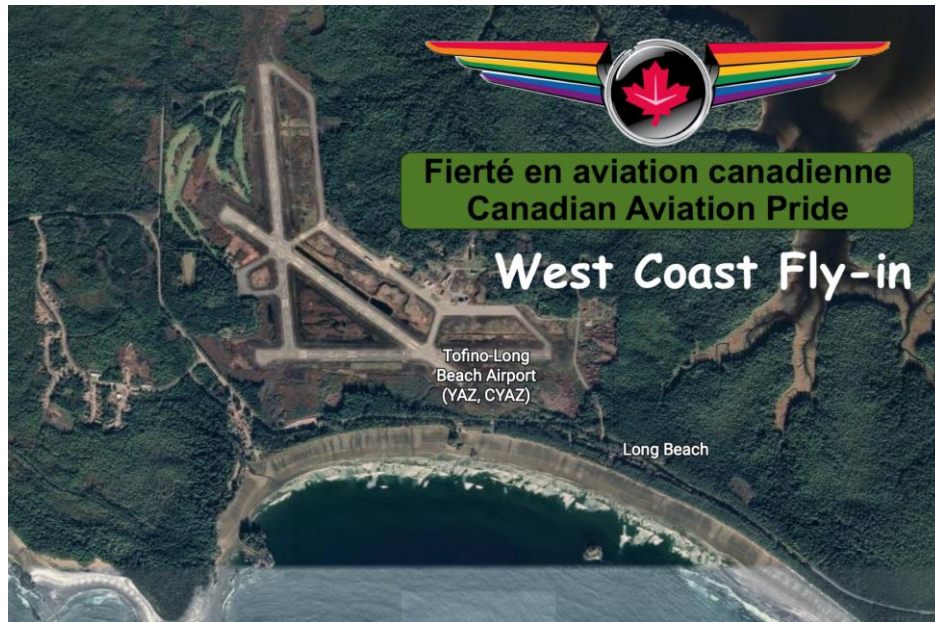 Fierté en aviation canadienne
Canadian Aviation Pride
West Coast Fly-in
Tofino-Long
Beach Airport
(YAZ, CYAZ)
Long Beach